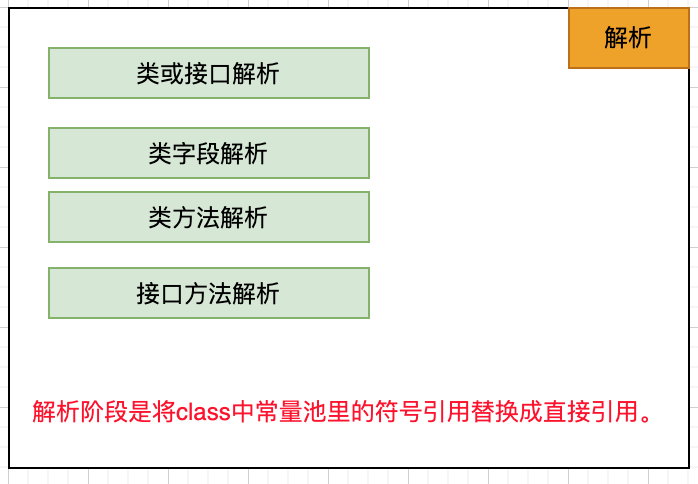 解析
类或接口解析
类字段解析
类方法解析
接口方法解析
解析阶段是将class中常量池里的符号引用替换成直接引用。